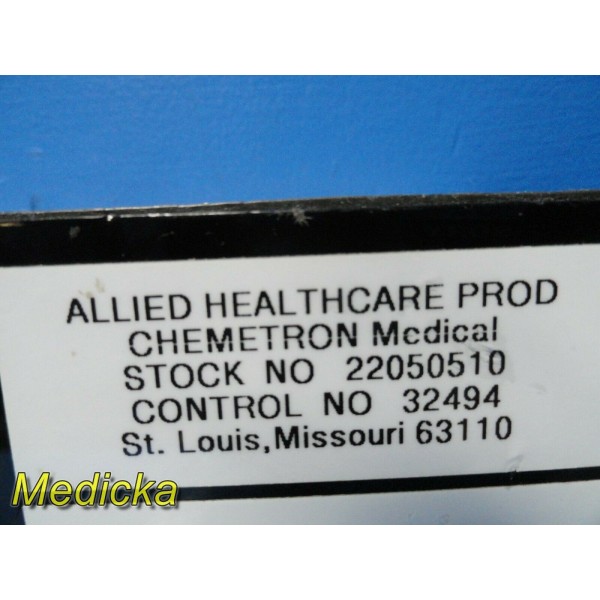 ALLIED HEALTHCARE PROD
CHEMETRON Medical
STOCK NO 22050510
CONTROL NO 32494
St. Louis, Missouri 63110
Medicka